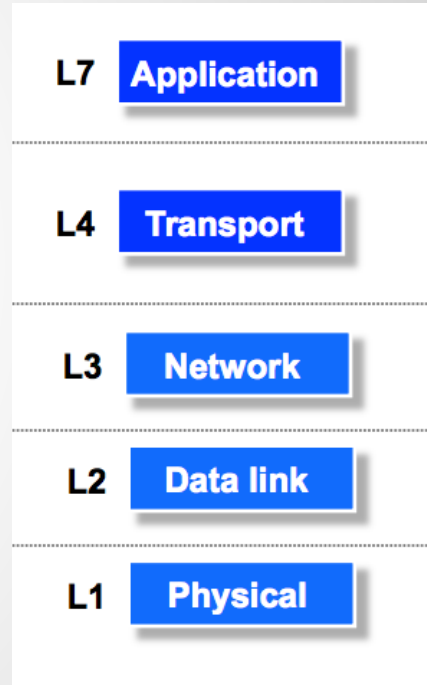 L7 Application
L4 Transport
L3 Network
L2 Data link
L1 Physical